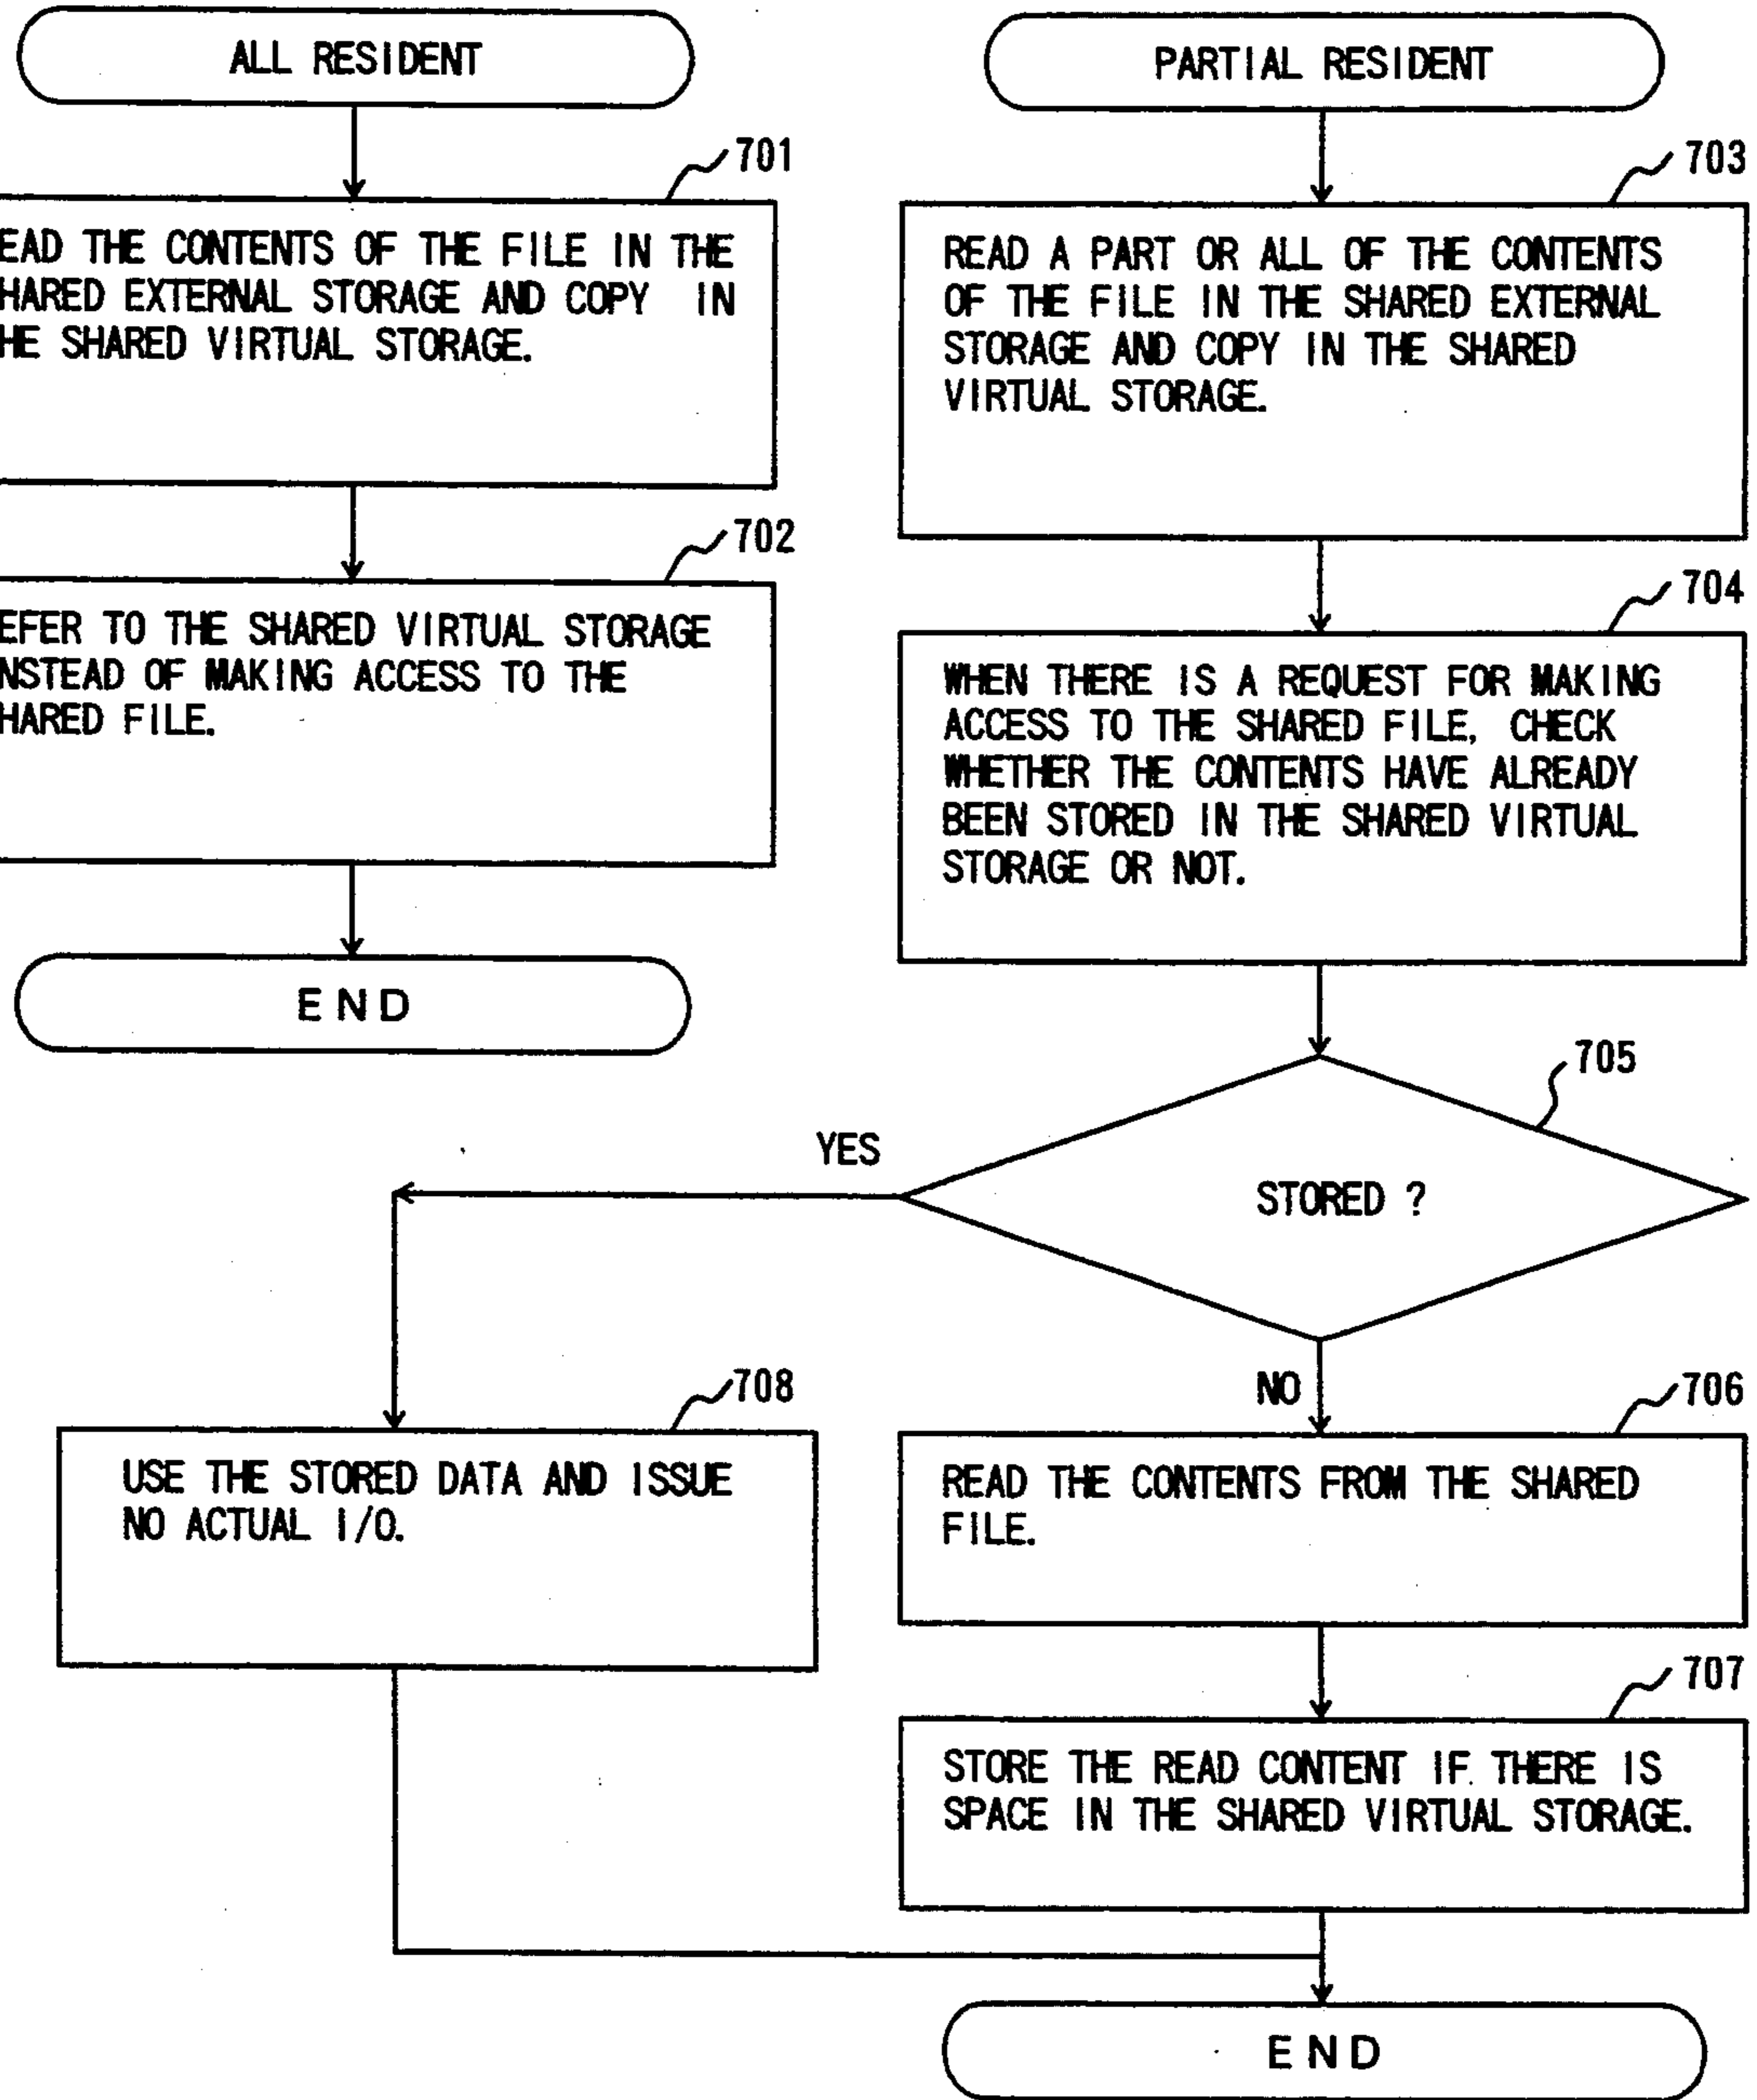 ALL RESIDENT
701
EAD THE CONTENTS OF THE FILE IN THE
HARED EXTERNAL STORAGE AND COPY IN
HE SHARED VIRTUAL STORAGE.
702
EFER TO THE SHARED VIRTUAL STORAGE
NSTEAD OF MAKING ACCESS TO THE
HARED FILE.
END
PARTIAL RESIDENT
703
READ A PART OR ALL OF THE CONTENTS
OF THE FILE IN THE SHARED EXTERNAL
STORAGE AND COPY IN THE SHARED
VIRTUAL STORAGE.
704
WHEN THERE IS A REQUEST FOR MAKING
ACCESS TO THE SHARED FILE, CHECK
WHETHER THE CONTENTS HAVE ALREADY
BEEN STORED IN THE SHARED VIRTUAL
STORAGE OR NOT.
705
STORED ?
YES
708
USE THE STORED DATA AND ISSUE
NO ACTUAL I/O.
NO
706
READ THE CONTENTS FROM THE SHARED
FILE.
707
STORE THE READ CONTENT IF THERE IS
SPACE IN THE SHARED VIRTUAL STORAGE.
END